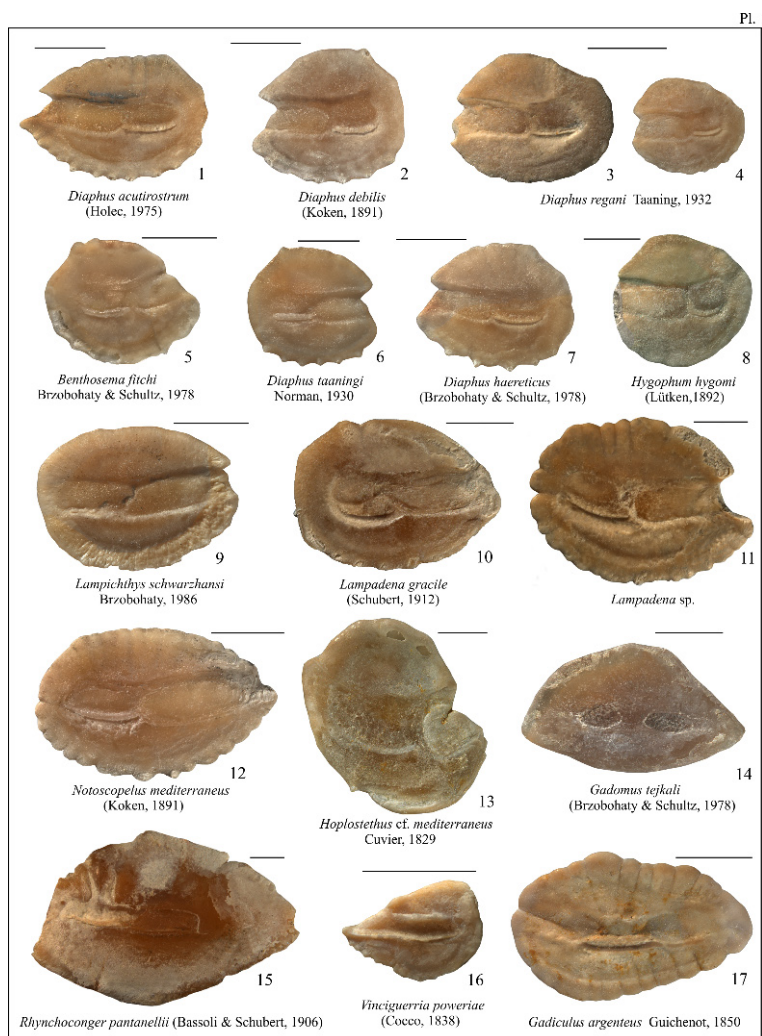 Pl.
1
2
3
4
Diaphus acutirostrum
(Holec, 1975)
Diaphus debilis
(Koken, 1891)
Diaphus regani Taaning, 1932
5
6
7
8
Benthosema fitchi
Brzobohaty & Schultz, 1978
Diaphus taaningi
Norman, 1930
Diaphus haereticus
(Brzobohaty & Schultz, 1978)
Hygophum hygomi
(Lütken,1892)
9
10
11
Lampichthys schwarzhansi
Brzobohaty, 1986
Lampadena gracile
(Schubert, 1912)
Lampadena sp.
12
13
14
Notoscopelus mediterraneus
(Koken, 1891)
Hoplostethus cf. mediterraneus
Cuvier, 1829
Gadomus tejkali
(Brzobohaty & Schultz, 1978)
15
16
17
Rhynchoconger pantanellii (Bassoli & Schubert, 1906)
Vinciguerria poweriae
(Cocco, 1838)
Gadiculus argenteus Guichenot, 1850